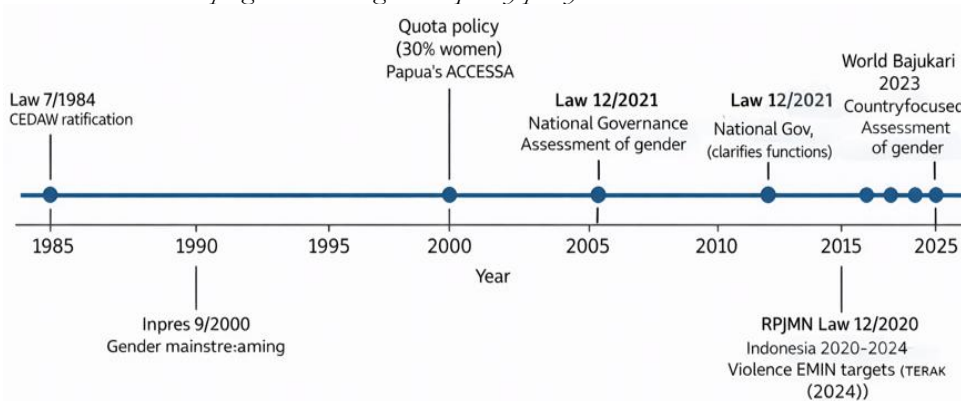 Quota policy
(30% women)
Papua's ACCESSA
World Bajukari
2023
Countryfocused
Assessment
of gender
Law 7/1984
CEDAW ratification
Law 12/2021
National Governance
Assessment of gender
Law 12/2021
National Gov,
(clarifies functions)
1985
1990
1995
2000
2005
2010
2015
2025
Year
Inpres 9/2000
Gender mainstre:aming
RPJMN Law 12/2020
Indonesia 2020-2024
Violence EMIN targets (TERAK
(2024))